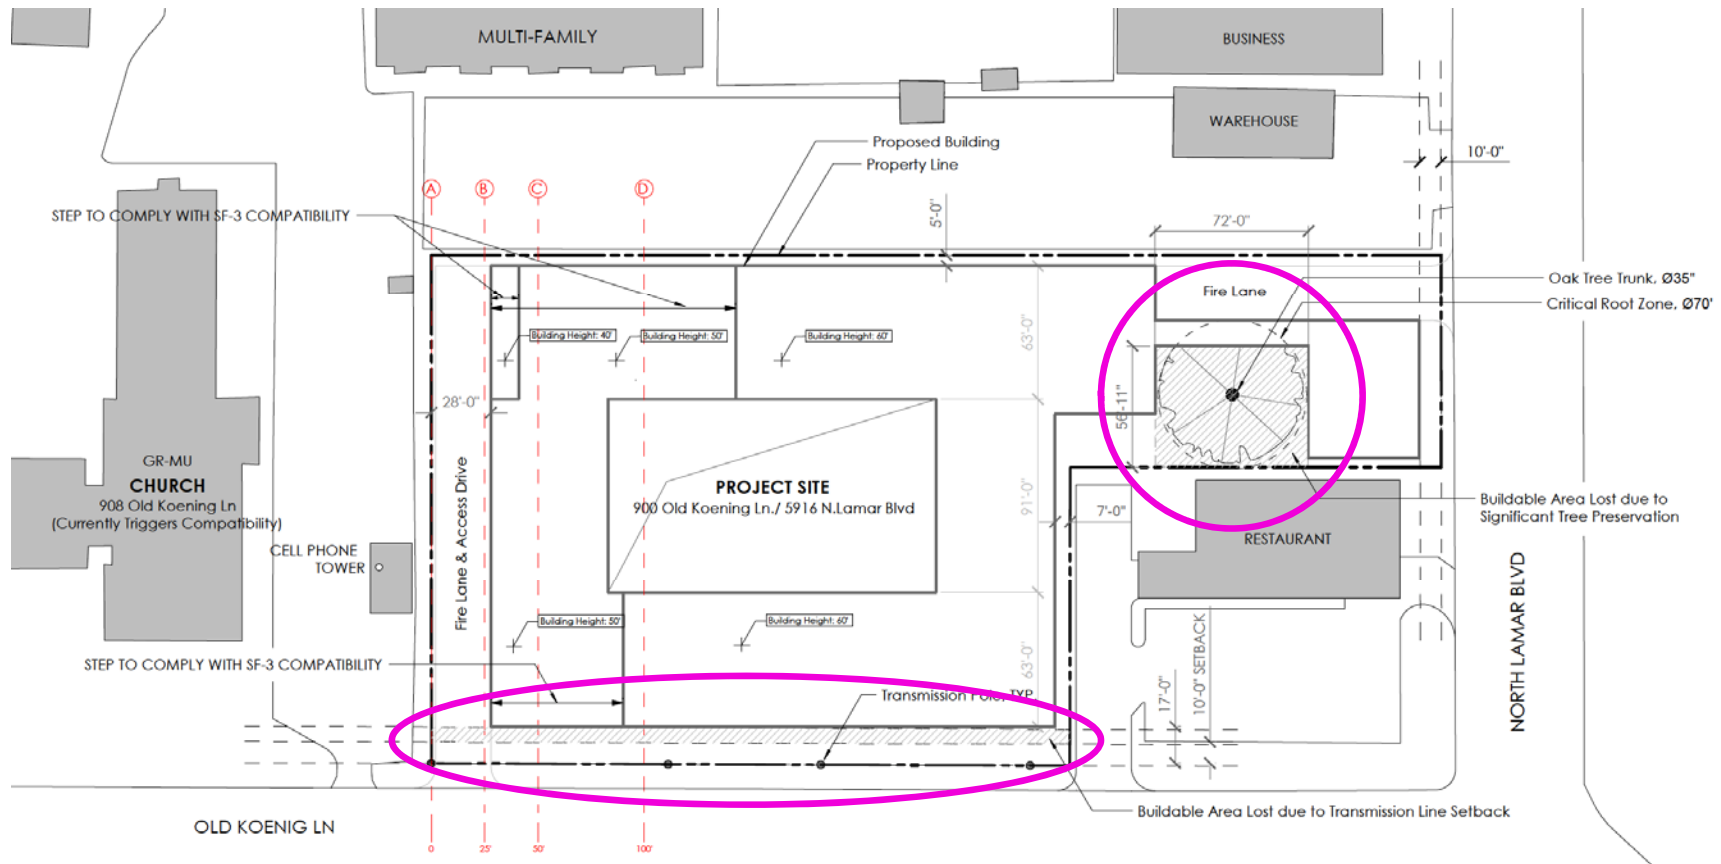 MULTI-FAMILY
BUSINESS
WAREHOUSE
10'-0"
Proposed Building
Property Line
A
B
C
D
STEP TO COMPLY WITH SF-3 COMPATIBILITY
5'-0"
72'-0"
Oak Tree Trunk, Ø35"
Critical Root Zone, Ø70'
Fire Lane
Building Height: 40'
Building Height: 50'
Building Height: 60'
63'-0"
28'-0"
56'-11"
GR-MU
CHURCH
908 Old Koening Ln
(Currently Triggers Compatibility)
Fire Lane & Access Drive
PROJECT SITE
900 Old Koening Ln./ 5916 N.Lamar Blvd
91'-0"
7'-0"
Buildable Area Lost due to
Significant Tree Preservation
RESTAURANT
CELL PHONE
TOWER
NORTH LAMAR BLVD
Building Height: 50'
Building Height: 60'
63'-0"
STEP TO COMPLY WITH SF-3 COMPATIBILITY
Transmission Pole, TYP.
17'-0"
10'-0" SETBACK
Buildable Area Lost due to Transmission Line Setback
OLD KOENIG LN
0
25'
50'
100'